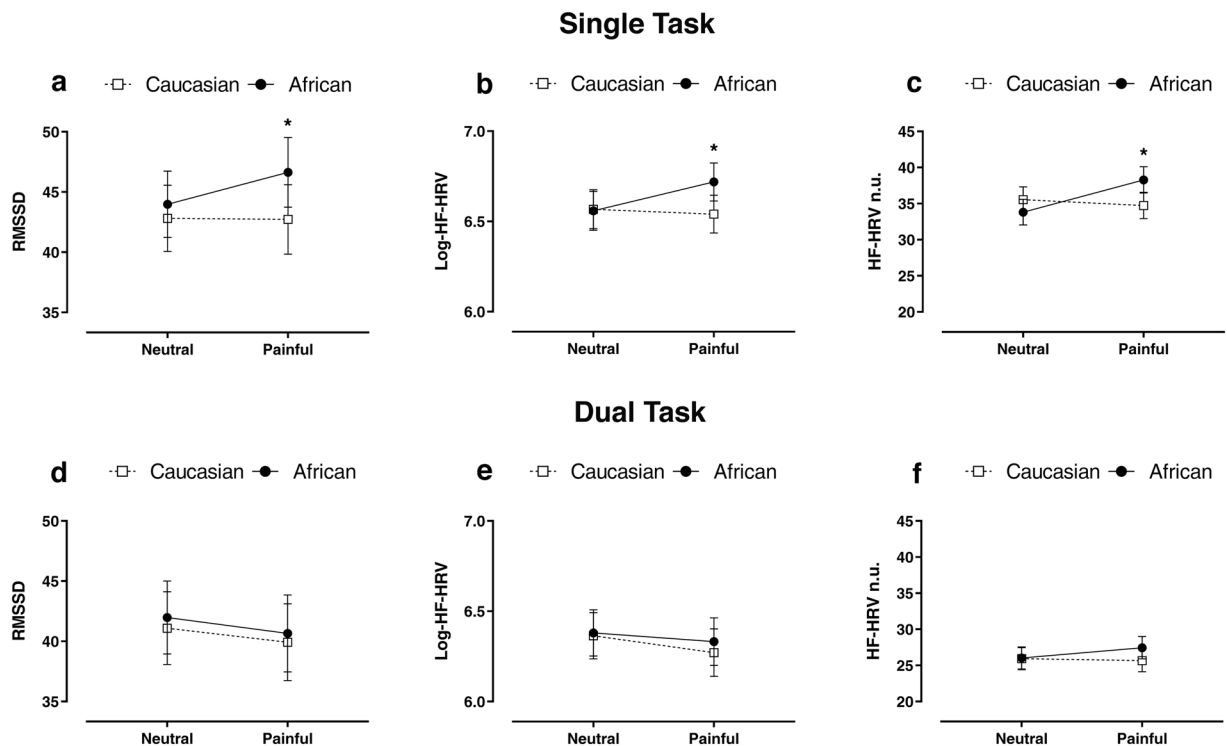 Single Task
a
Caucasian African
*
50
45
40
35
RMSSD
Neutral Painful
b
Caucasian African
*
7.0
6.5
6.0
Log-HF-HRV
Neutral Painful
c
Caucasian African
*
45
40
35
30
25
20
HF-HRV n.u.
Neutral Painful
Dual Task
d
Caucasian African
50
45
40
35
RMSSD
Neutral Painful
e
Caucasian African
7.0
6.5
6.0
Log-HF-HRV
Neutral Painful
f
Caucasian African
45
40
35
30
25
20
HF-HRV n.u.
Neutral Painful